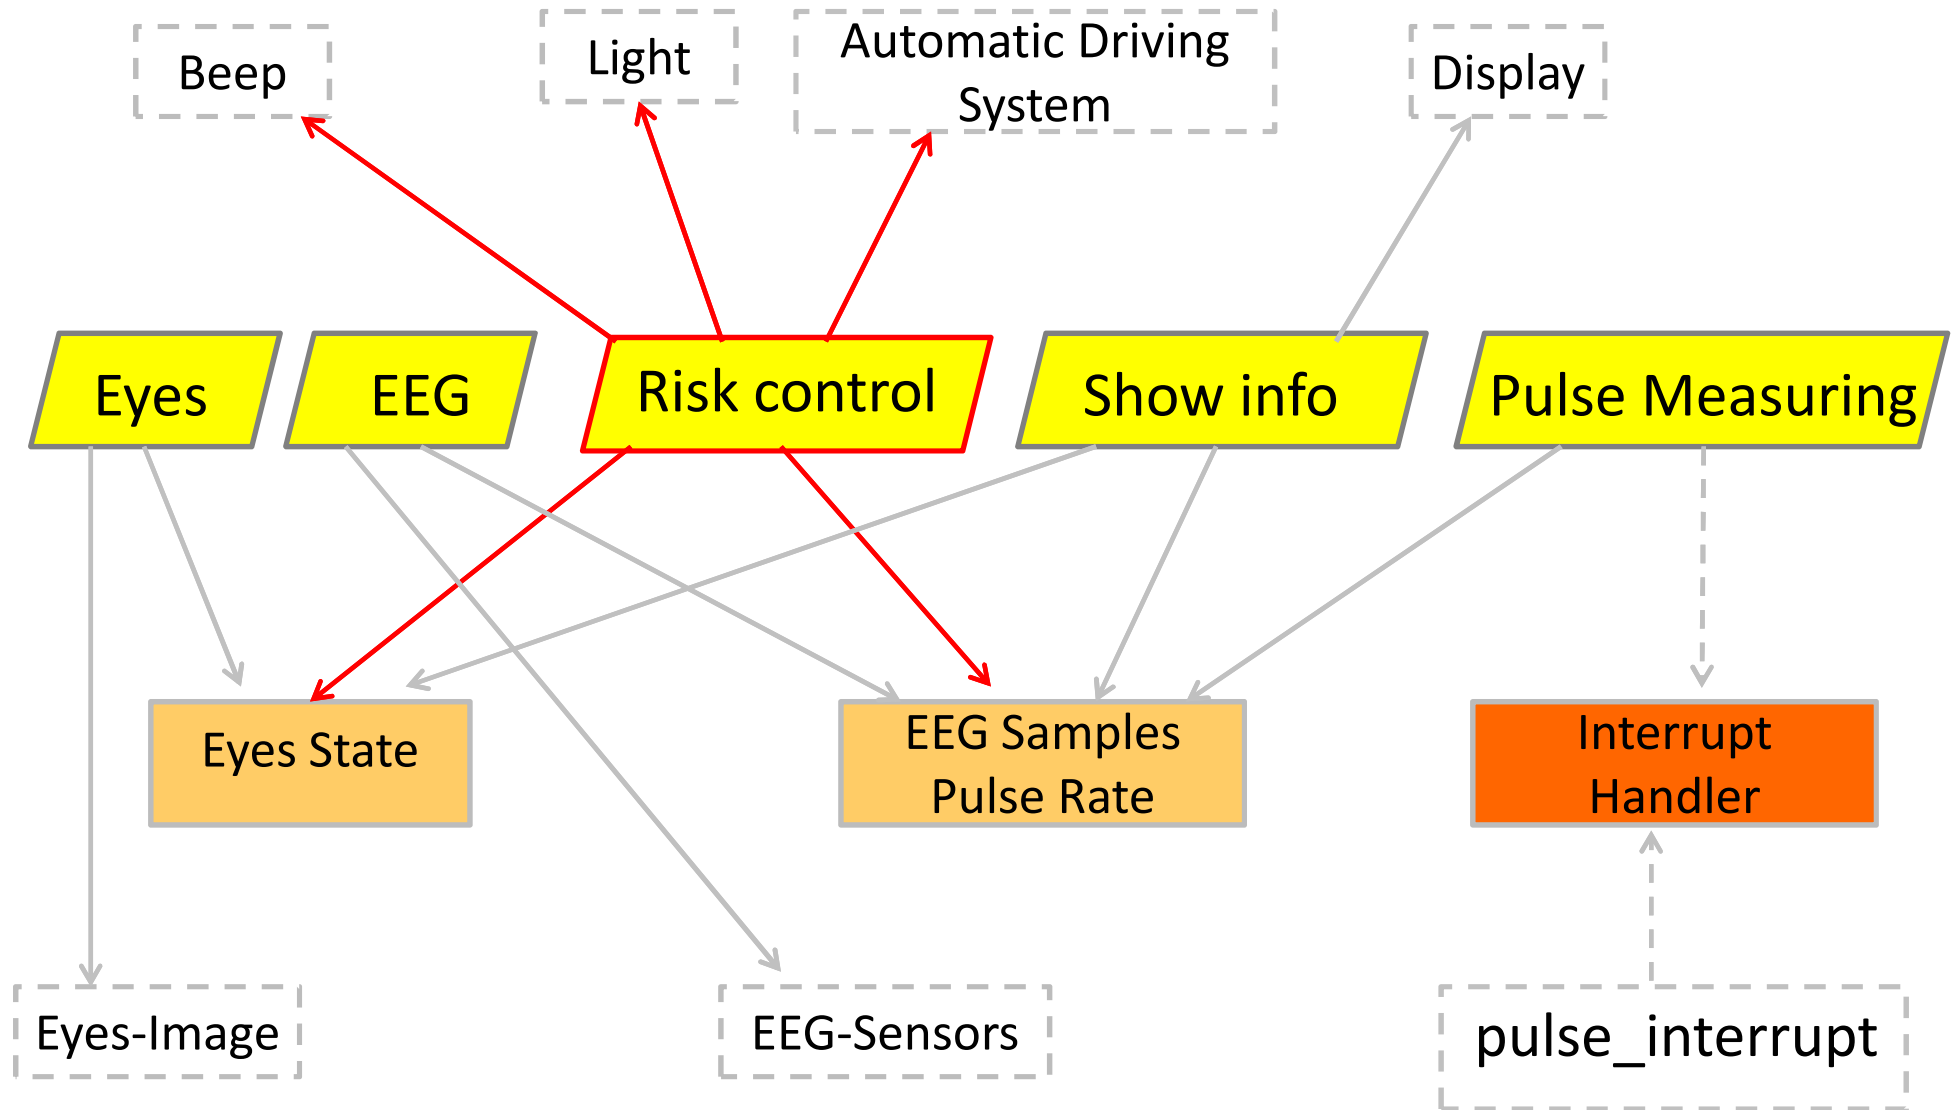 Beep
Light
Automatic Driving
System
Display
Eyes
EEG
Risk control
Show info
Pulse Measuring
Eyes State
EEG Samples
Pulse Rate
Interrupt
Handler
Eyes-Image
EEG-Sensors
pulse_interrupt